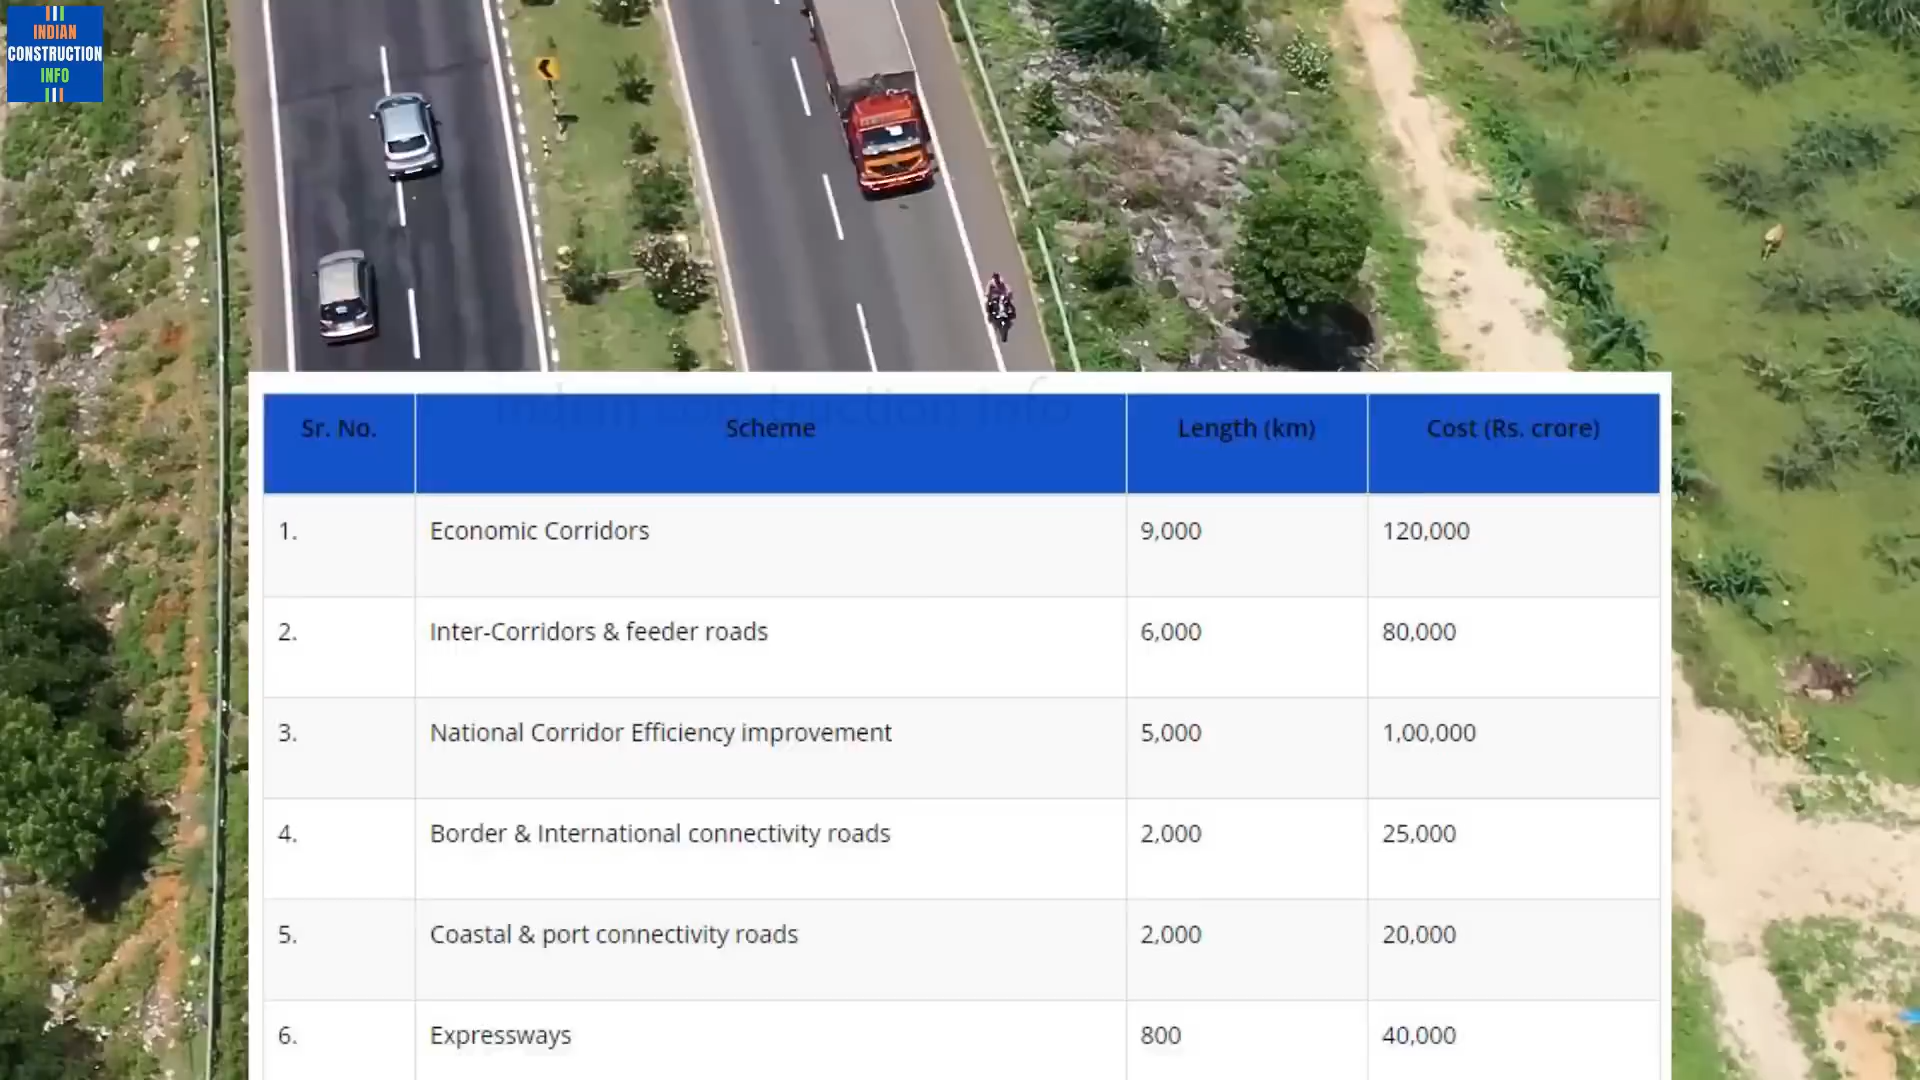 INDIAN
CONSTRUCTION
INFO
Indian construction Info
Sr. No. Scheme Length (km) Cost (Rs. crore)
1. Economic Corridors 9,000 120,000
2. Inter-Corridors & feeder roads 6,000 80,000
3. National Corridor Efficiency improvement 5,000 1,00,000
4. Border & International connectivity roads 2,000 25,000
5. Coastal & port connectivity roads 2,000 20,000
6. Expressways 800 40,000